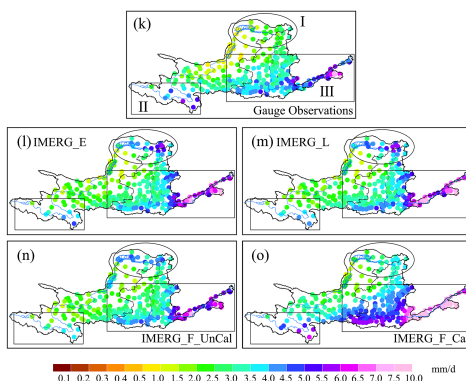 (k)
I
II
III
Gauge Observations
(l) IMERG_E
(m) IMERG_L
(n)
IMERG_F_UnCal
(o)
IMERG_F_Cal
mm/d
0.1 0.2 0.3 0.4 0.5 1.0 1.5 2.0 2.5 3.0 3.5 4.0 4.5 5.0 5.5 6.0 6.5 7.0 7.5 10.0